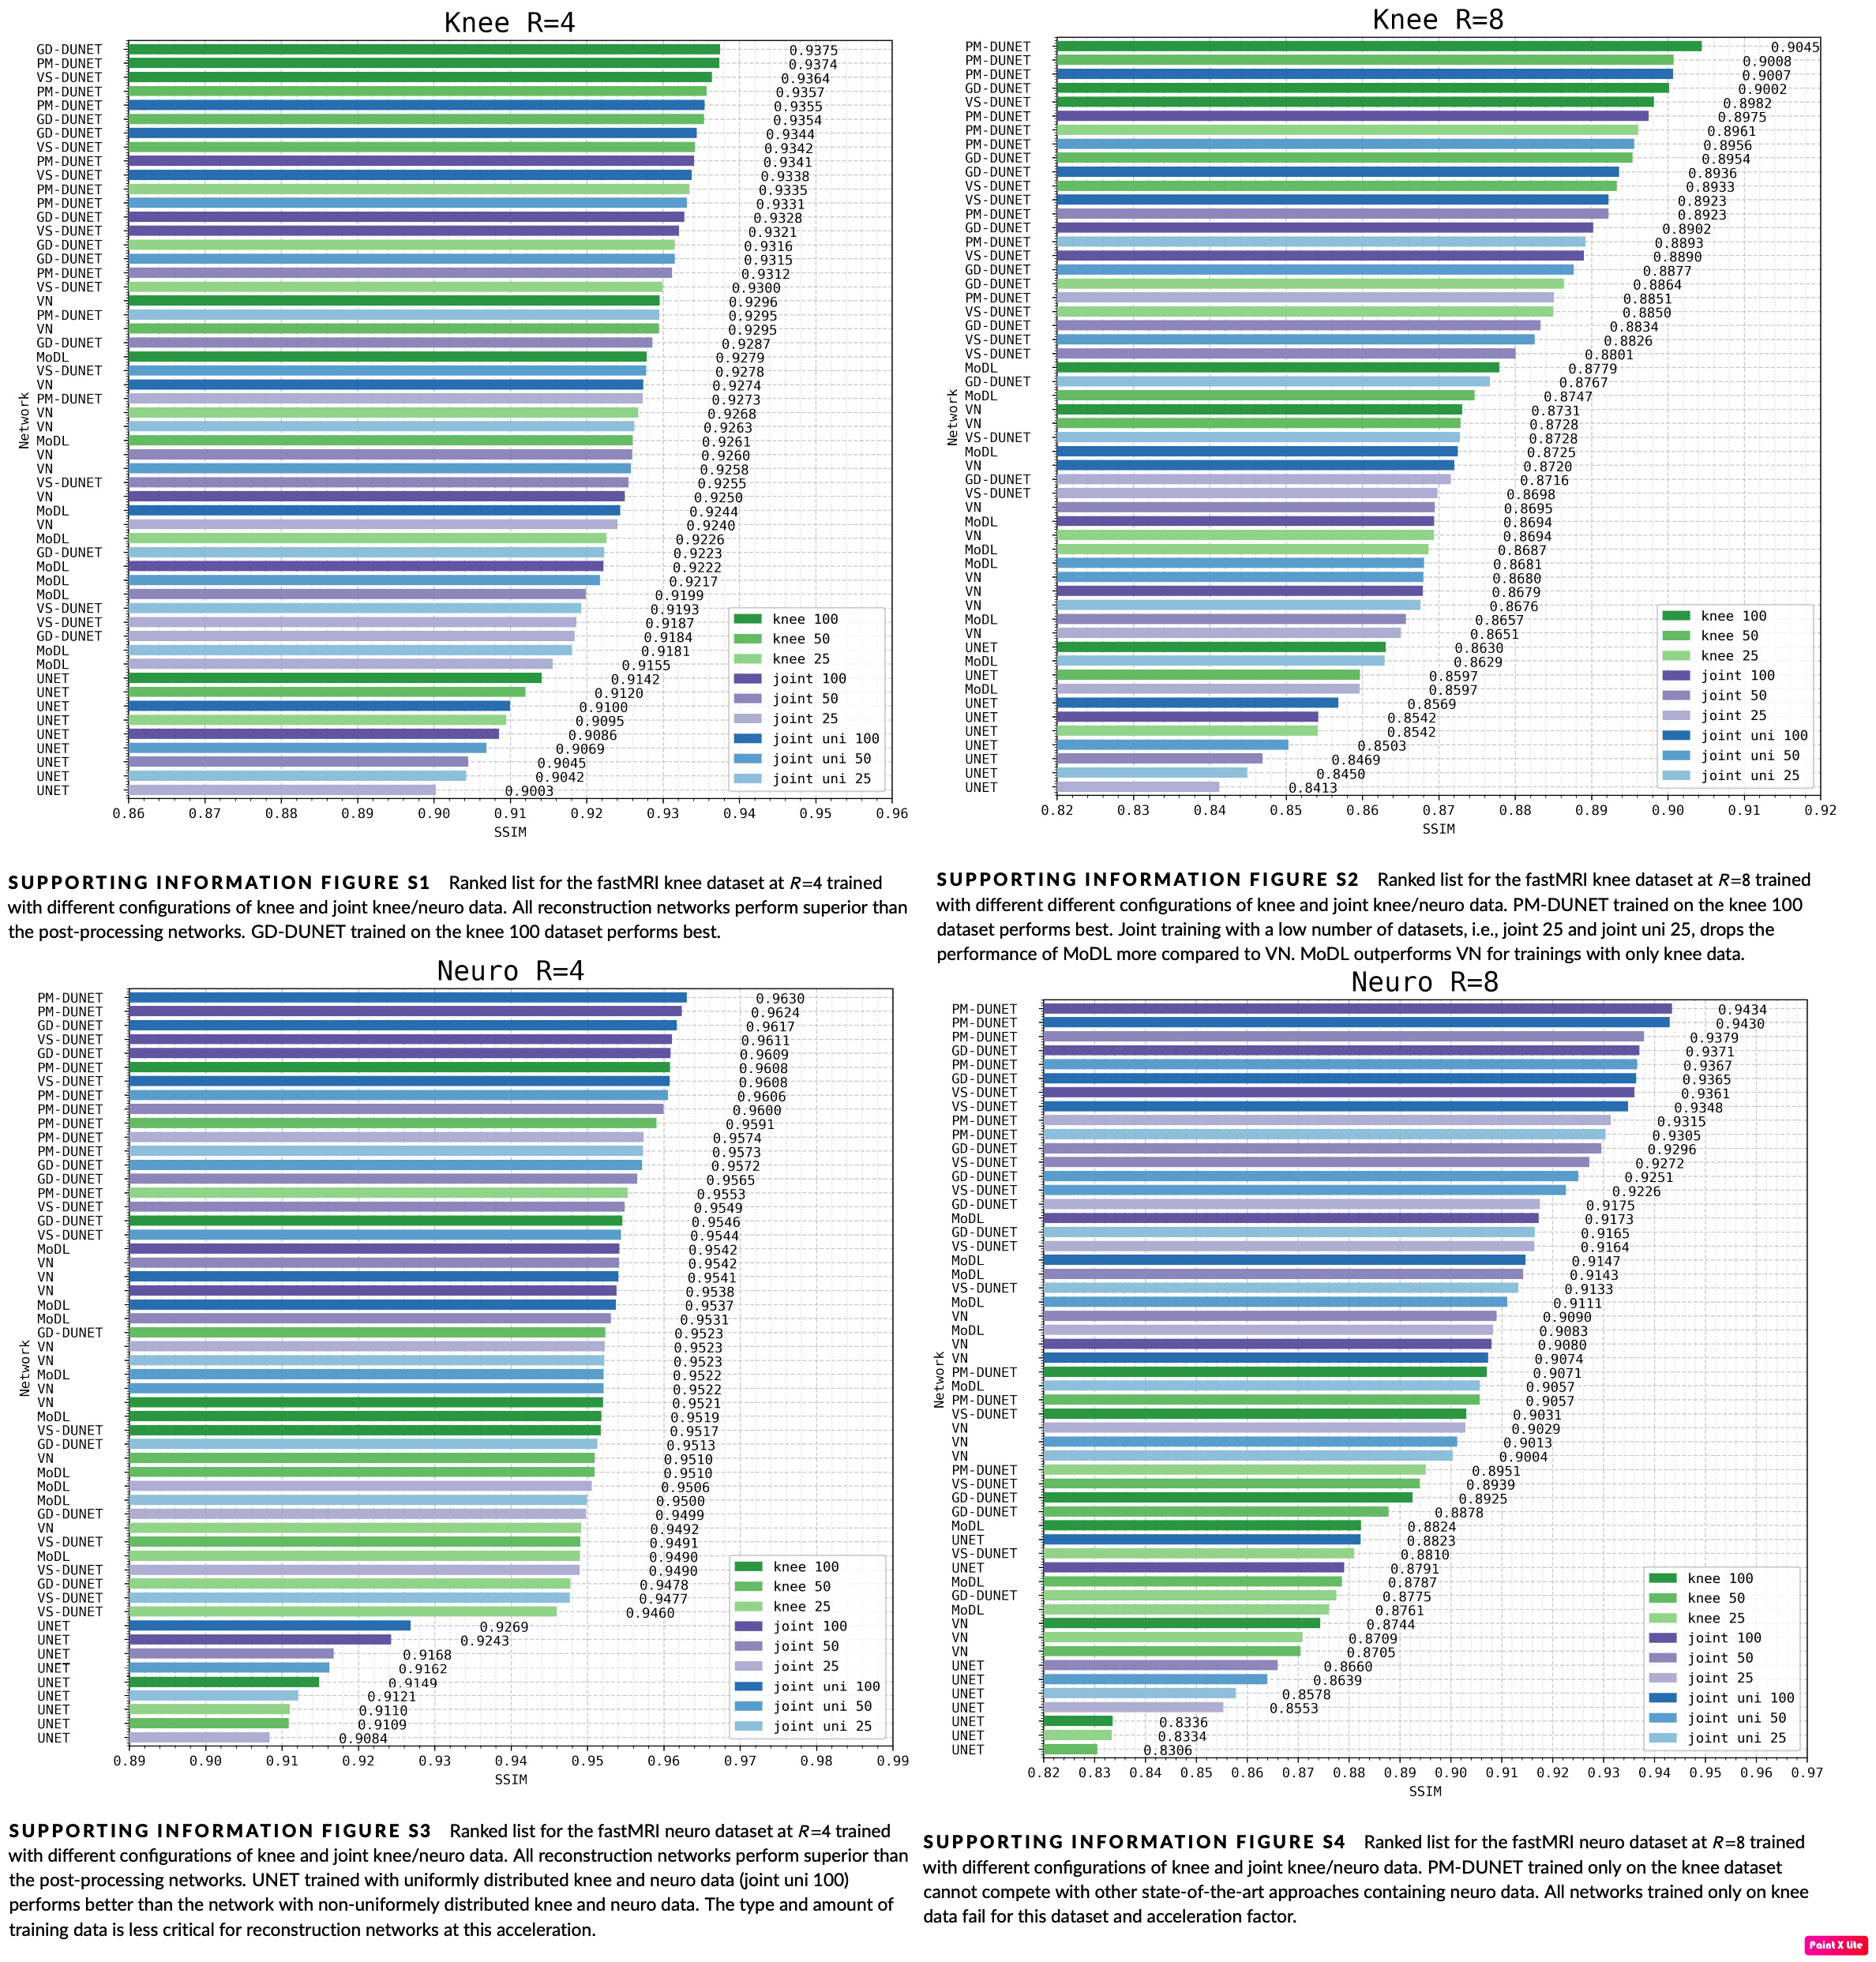 Knee R=4
GD-DUNET 0.9375
PM-DUNET 0.9374
VS-DUNET 0.9364
PM-DUNET 0.9357
PM-DUNET 0.9355
GD-DUNET 0.9354
GD-DUNET 0.9344
VS-DUNET 0.9342
PM-DUNET 0.9341
VS-DUNET 0.9338
PM-DUNET 0.9335
PM-DUNET 0.9331
GD-DUNET 0.9328
VS-DUNET 0.9321
GD-DUNET 0.9316
GD-DUNET 0.9315
PM-DUNET 0.9312
VS-DUNET 0.9300
VN 0.9296
PM-DUNET 0.9295
VN 0.9295
GD-DUNET 0.9287
MoDL 0.9279
VS-DUNET 0.9278
VN 0.9274
PM-DUNET 0.9273
VN 0.9268
VN 0.9263
MoDL 0.9261
VN 0.9260
VN 0.9258
VS-DUNET 0.9255
VN 0.9250
MoDL 0.9244
VN 0.9240
MoDL 0.9226
GD-DUNET 0.9223
MoDL 0.9222
MoDL 0.9217
MoDL 0.9199
VS-DUNET 0.9193
VS-DUNET 0.9187
GD-DUNET 0.9184
MoDL 0.9181
MoDL 0.9155
UNET 0.9142
UNET 0.9120
UNET 0.9100
UNET 0.9095
UNET 0.9086
UNET 0.9069
UNET 0.9045
UNET 0.9042
UNET 0.9003
Network
knee 100
knee 50
knee 25
joint 100
joint 50
joint 25
joint uni 100
joint uni 50
joint uni 25
0.86 0.87 0.88 0.89 0.90 0.91 0.92 0.93 0.94 0.95 0.96
SSIM
SUPPORTING INFORMATION FIGURE S1 Ranked list for the fastMRI knee dataset at R=4 trained
with different configurations of knee and joint knee/neuro data. All reconstruction networks perform superior than
the post-processing networks. GD-DUNET trained on the knee 100 dataset performs best.
Knee R=8
PM-DUNET 0.9045
PM-DUNET 0.9008
PM-DUNET 0.9007
GD-DUNET 0.9002
VS-DUNET 0.8982
PM-DUNET 0.8975
PM-DUNET 0.8961
PM-DUNET 0.8956
GD-DUNET 0.8954
GD-DUNET 0.8936
VS-DUNET 0.8933
VS-DUNET 0.8923
PM-DUNET 0.8923
GD-DUNET 0.8902
PM-DUNET 0.8893
VS-DUNET 0.8890
GD-DUNET 0.8877
GD-DUNET 0.8864
PM-DUNET 0.8851
VS-DUNET 0.8850
GD-DUNET 0.8834
VS-DUNET 0.8826
VS-DUNET 0.8801
MoDL 0.8779
GD-DUNET 0.8767
MoDL 0.8747
VN 0.8731
VN 0.8728
VS-DUNET 0.8728
MoDL 0.8725
VN 0.8720
GD-DUNET 0.8716
VS-DUNET 0.8698
VN 0.8695
MoDL 0.8694
VN 0.8694
MoDL 0.8687
MoDL 0.8681
VN 0.8680
VN 0.8679
VN 0.8676
MoDL 0.8657
VN 0.8651
UNET 0.8630
MoDL 0.8629
UNET 0.8597
MoDL 0.8597
UNET 0.8569
UNET 0.8542
UNET 0.8542
UNET 0.8503
UNET 0.8469
UNET 0.8450
UNET 0.8413
Network
knee 100
knee 50
knee 25
joint 100
joint 50
joint 25
joint uni 100
joint uni 50
joint uni 25
0.82 0.83 0.84 0.85 0.86 0.87 0.88 0.89 0.90 0.91 0.92
SSIM
SUPPORTING INFORMATION FIGURE S2 Ranked list for the fastMRI knee dataset at R=8 trained
with different different configurations of knee and joint knee/neuro data. PM-DUNET trained on the knee 100
dataset performs best. Joint training with a low number of datasets, i.e., joint 25 and joint uni 25, drops the
performance of MoDL more compared to VN. MoDL outperforms VN for trainings with only knee data.
Neuro R=4
PM-DUNET 0.9630
PM-DUNET 0.9624
GD-DUNET 0.9617
VS-DUNET 0.9611
GD-DUNET 0.9609
PM-DUNET 0.9608
VS-DUNET 0.9608
PM-DUNET 0.9606
PM-DUNET 0.9600
PM-DUNET 0.9591
PM-DUNET 0.9574
PM-DUNET 0.9573
GD-DUNET 0.9572
GD-DUNET 0.9565
PM-DUNET 0.9553
VS-DUNET 0.9549
GD-DUNET 0.9546
VS-DUNET 0.9544
MoDL 0.9542
VN 0.9542
VN 0.9541
VN 0.9538
MoDL 0.9537
MoDL 0.9531
GD-DUNET 0.9523
VN 0.9523
VN 0.9523
MoDL 0.9522
VN 0.9522
VN 0.9521
MoDL 0.9519
VS-DUNET 0.9517
GD-DUNET 0.9513
VN 0.9510
MoDL 0.9510
MoDL 0.9506
MoDL 0.9500
GD-DUNET 0.9499
VN 0.9492
VS-DUNET 0.9491
MoDL 0.9490
VS-DUNET 0.9490
GD-DUNET 0.9478
VS-DUNET 0.9477
VS-DUNET 0.9460
UNET 0.9269
UNET 0.9243
UNET 0.9168
UNET 0.9162
UNET 0.9149
UNET 0.9121
UNET 0.9110
UNET 0.9109
UNET 0.9084
Network
knee 100
knee 50
knee 25
joint 100
joint 50
joint 25
joint uni 100
joint uni 50
joint uni 25
0.89 0.90 0.91 0.92 0.93 0.94 0.95 0.96 0.97 0.98 0.99
SSIM
SUPPORTING INFORMATION FIGURE S3 Ranked list for the fastMRI neuro dataset at R=4 trained
with different configurations of knee and joint knee/neuro data. All reconstruction networks perform superior than
the post-processing networks. UNET trained with uniformly distributed knee and neuro data (joint uni 100)
performs better than the network with non-uniformely distributed knee and neuro data. The type and amount of
training data is less critical for reconstruction networks at this acceleration.
Neuro R=8
PM-DUNET 0.9434
PM-DUNET 0.9430
PM-DUNET 0.9379
GD-DUNET 0.9371
PM-DUNET 0.9367
GD-DUNET 0.9365
VS-DUNET 0.9361
VS-DUNET 0.9348
PM-DUNET 0.9315
PM-DUNET 0.9305
GD-DUNET 0.9296
VS-DUNET 0.9272
GD-DUNET 0.9251
VS-DUNET 0.9226
GD-DUNET 0.9175
MoDL 0.9173
GD-DUNET 0.9165
VS-DUNET 0.9164
MoDL 0.9147
MoDL 0.9143
VS-DUNET 0.9133
MoDL 0.9111
VN 0.9090
MoDL 0.9083
VN 0.9080
VN 0.9074
PM-DUNET 0.9071
MoDL 0.9057
PM-DUNET 0.9057
VS-DUNET 0.9031
VN 0.9029
VN 0.9013
VN 0.9004
PM-DUNET 0.8951
VS-DUNET 0.8939
GD-DUNET 0.8925
GD-DUNET 0.8878
MoDL 0.8824
UNET 0.8823
VS-DUNET 0.8810
UNET 0.8791
MoDL 0.8787
GD-DUNET 0.8775
MoDL 0.8761
VN 0.8744
VN 0.8709
VN 0.8705
UNET 0.8660
UNET 0.8639
UNET 0.8578
UNET 0.8553
UNET 0.8336
UNET 0.8334
UNET 0.8306
Network
knee 100
knee 50
knee 25
joint 100
joint 50
joint 25
joint uni 100
joint uni 50
joint uni 25
0.82 0.83 0.84 0.85 0.86 0.87 0.88 0.89 0.90 0.91 0.92 0.93 0.94 0.95 0.96 0.97
SSIM
SUPPORTING INFORMATION FIGURE S4 Ranked list for the fastMRI neuro dataset at R=8 trained
with different configurations of knee and joint knee/neuro data. PM-DUNET trained only on the knee dataset
cannot compete with other state-of-the-art approaches containing neuro data. All networks trained only on knee
data fail for this dataset and acceleration factor.
Paint X Lite